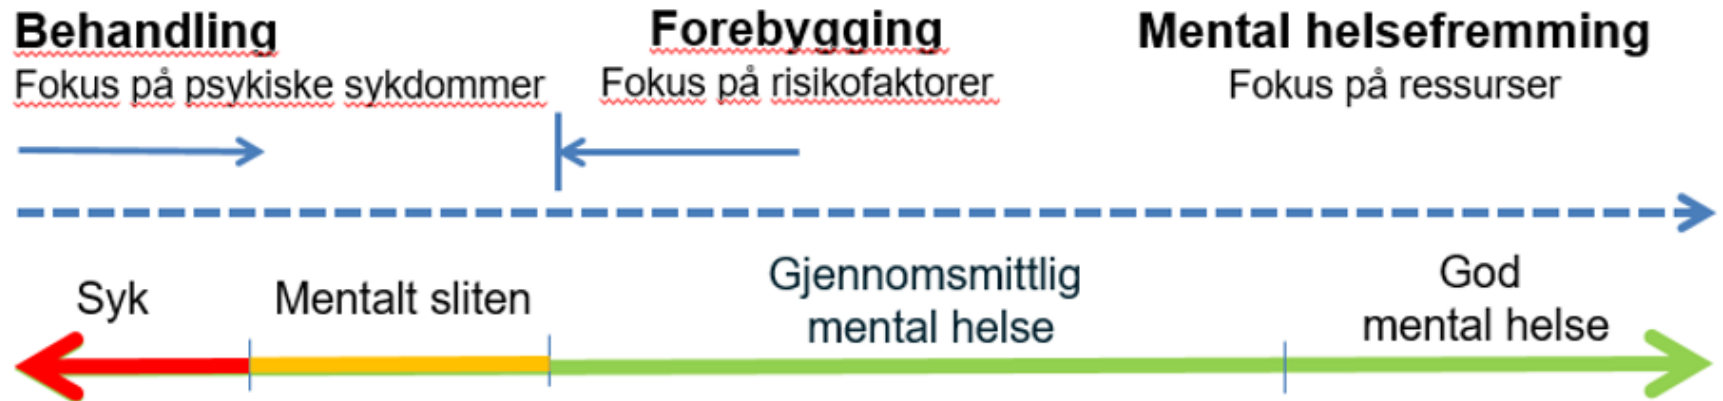 Behandling
Fokus på psykiske sykdommer
Forebygging
Fokus på risikofaktorer
Mental helsefremming
Fokus på ressurser
Syk
Mentalt sliten
Gjennomsmittlig
mental helse
God
mental helse